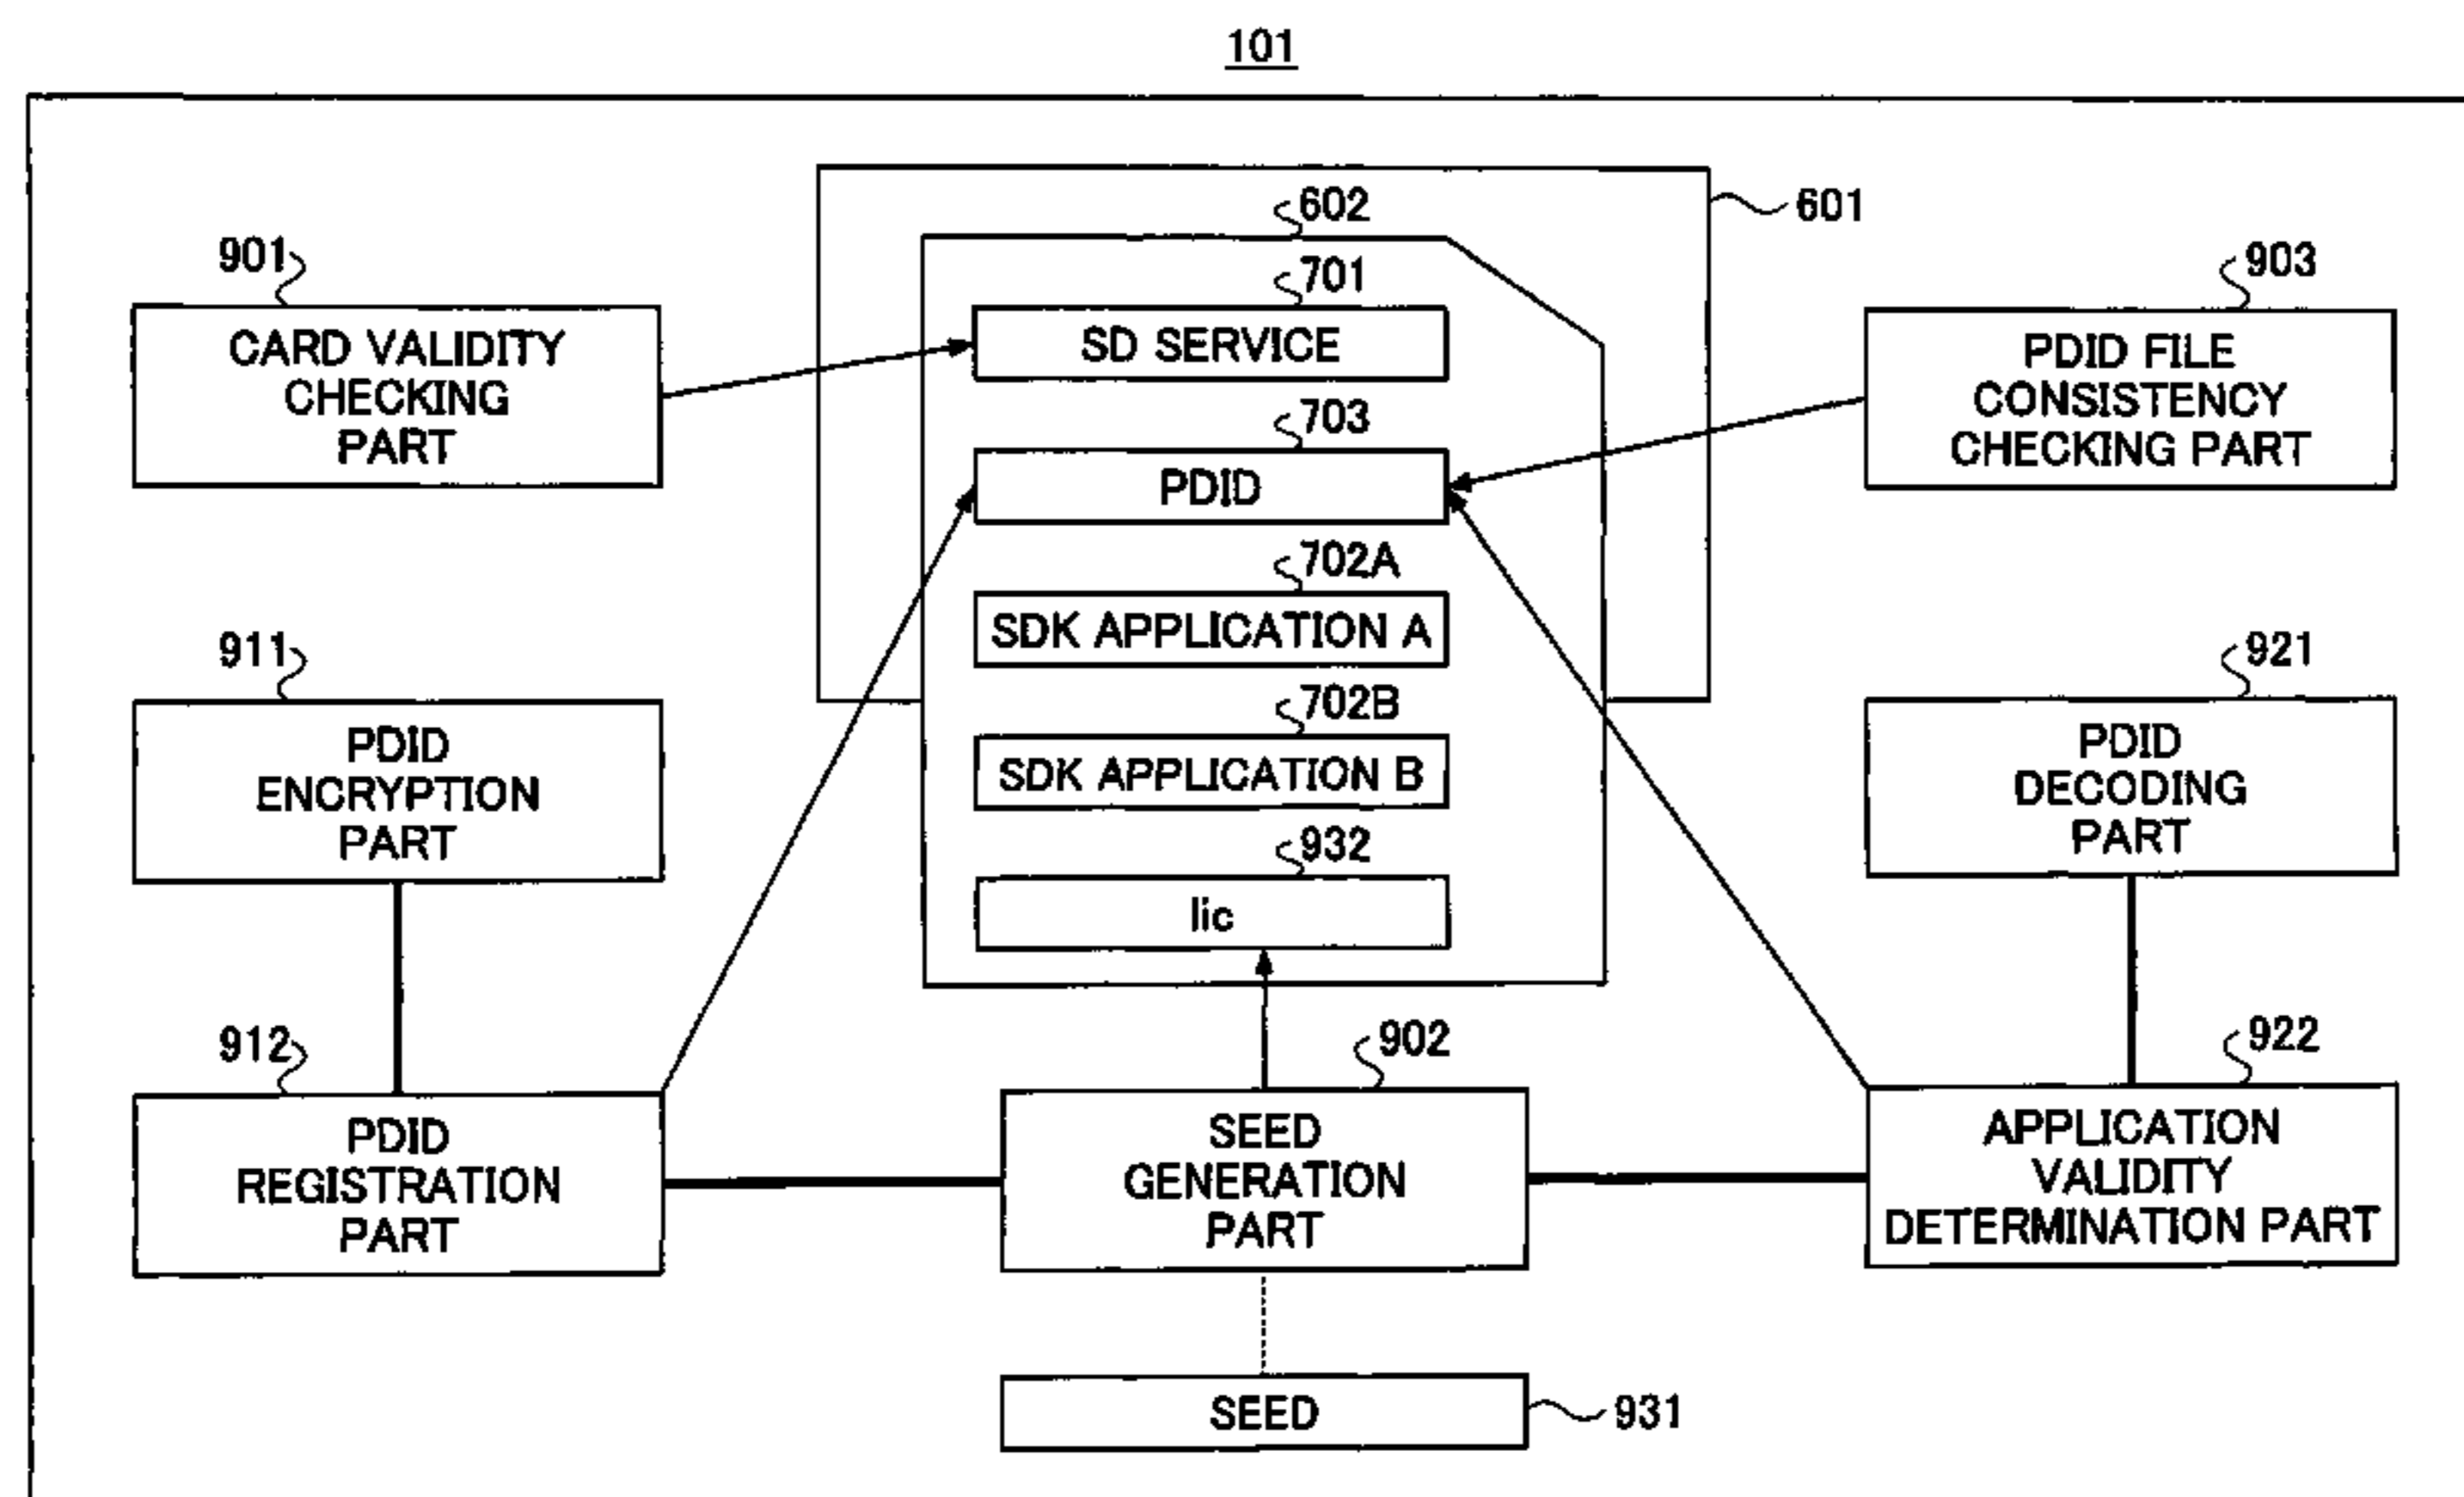 101
602
601
901
701
903
CARD VALIDITY
CHECKING
PART
SD SERVICE
PDID FILE
CONSISTENCY
CHECKING PART
703
PDID
702A
SDK APPLICATION A
911
921
PDID
ENCRYPTION
PART
702B
SDK APPLICATION B
PDID
DECODING
PART
932
lic
912
902
922
PDID
REGISTRATION
PART
SEED
GENERATION
PART
APPLICATION
VALIDITY
DETERMINATION PART
SEED
931